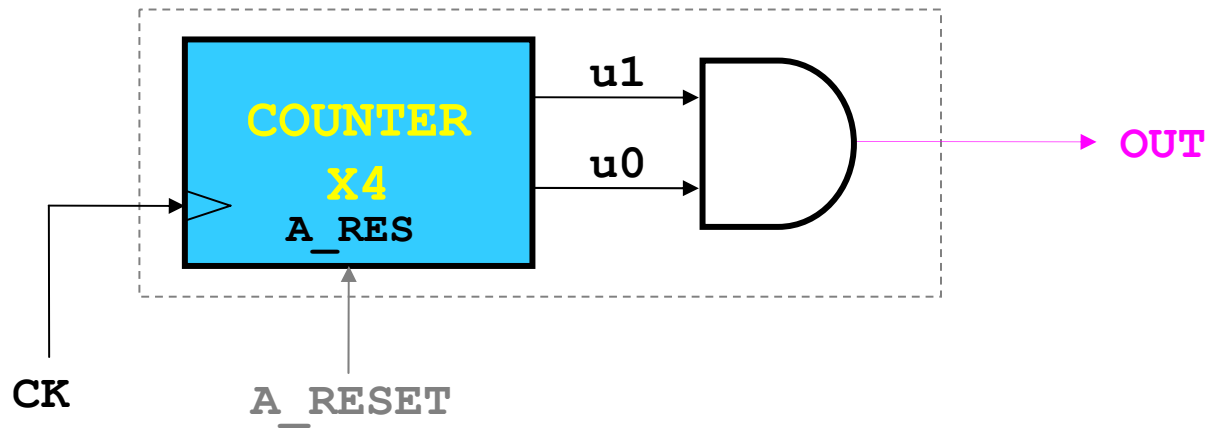 COUNTER
X4
A_RES
u1
u0
OUT
CK
A_RESET